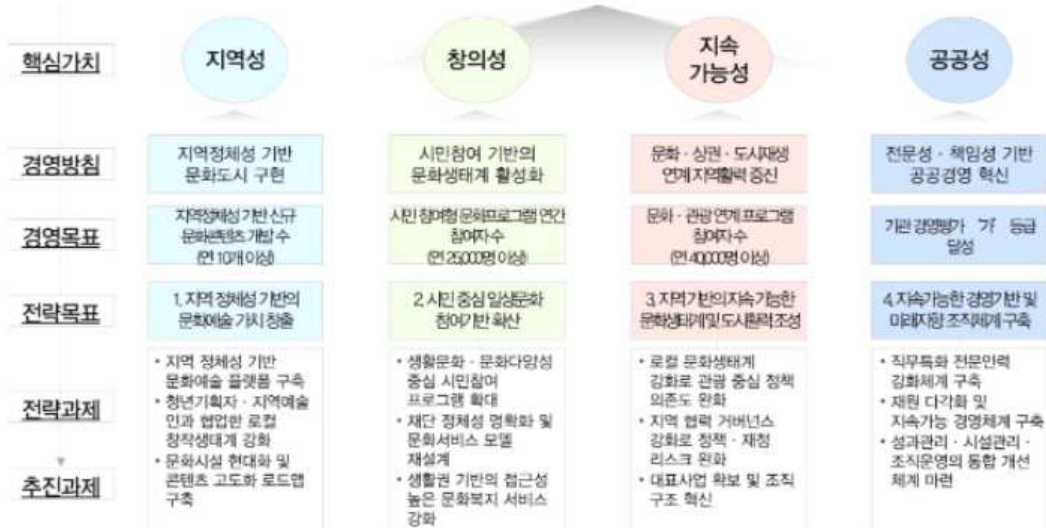 핵심가치
지역성
창의성
지속
가능성
공공성
경영방침
지역정체성 기반
문화도시 구현
시민참여 기반의
문화생태계 활성화
문화 · 상권 · 도시재생
연계 지역활력 증진
전문성 · 책임성 기반
공공경영 혁신
경영목표
지역정체성 기반 신규
문화콘텐츠 개발 수
(연 10개 이상)
시민 참여형 문화프로그램 연간
참여자 수
(연 25,000명 이상)
문화 · 관광 연계 프로그램
참여자 수
(연 40,000명 이상)
기관 경영평가 등급
달성
전략목표
1. 지역 정체성 기반의
문화예술 가치 창출
2. 시민 중심 일상문화
참여기반 확산
3. 지역기반의 지속 가능한
문화생태계 및 도시활력 조성
4. 지속가능한 경영기반 및
미래지향 조직체계 구축
전략과제
추진과제
• 지역 정체성 기반
문화예술 플랫폼 구축
• 청년기획자 · 지역예술
인과 협업한 로컬
창작생태계 강화
• 문화시설 현대화 및
콘텐츠 고도화 로드맵
구축
• 생활문화 · 문화다양성
중심 시민참여
프로그램 확대
• 재단 정체성 명확화 및
문화서비스 모델
재설계
• 생활권 기반의 접근성
높은 문화복지 서비스
강화
• 로컬 문화생태계
강화로 관광 중심 정책
의존도 완화
• 지역 협력 거버넌스
강화로 정책 · 재정
리스크 완화
• 대표사업 확보 및 조직
구조 혁신
• 직무특화 전문인력
강화체계 구축
• 재원 다각화 및
지속가능 경영체계 구축
• 성과관리 · 시설관리 ·
조직운영의 통합 개선
체계 마련